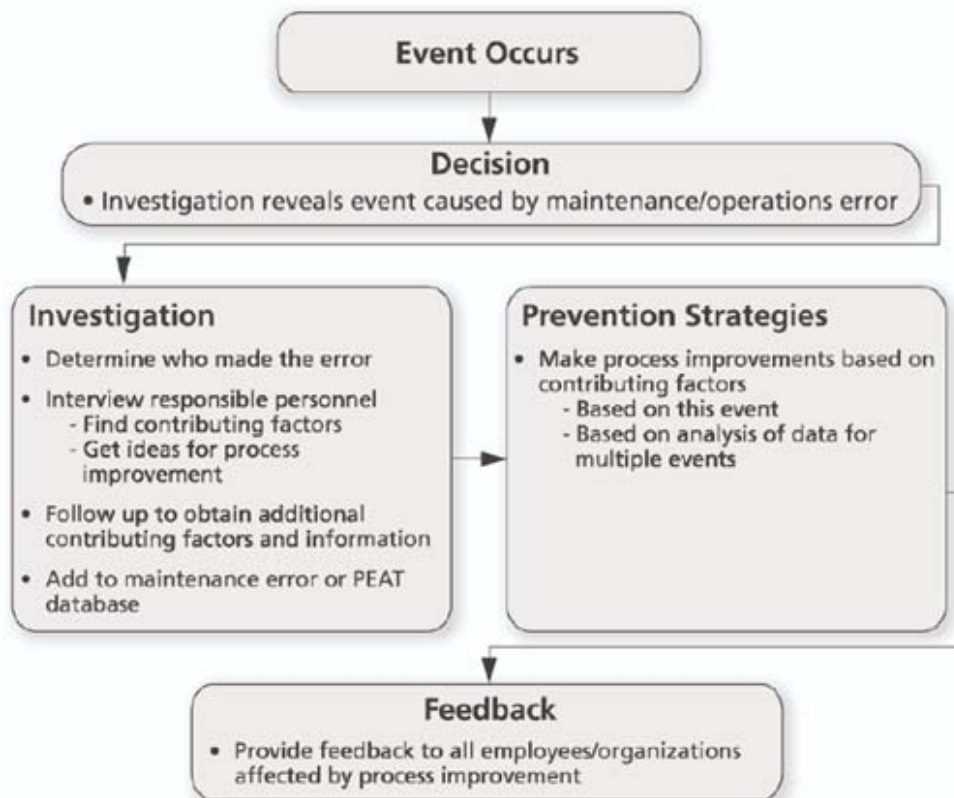 Event Occurs
Decision
• Investigation reveals event caused by maintenance/operations error
Investigation
• Determine who made the error
• Interview responsible personnel
- Find contributing factors
- Get ideas for process
improvement
• Follow up to obtain additional
contributing factors and information
• Add to maintenance error or PEAT
database
Prevention Strategies
• Make process improvements based on
contributing factors
- Based on this event
- Based on analysis of data for
multiple events
Feedback
• Provide feedback to all employees/organizations
affected by process improvement